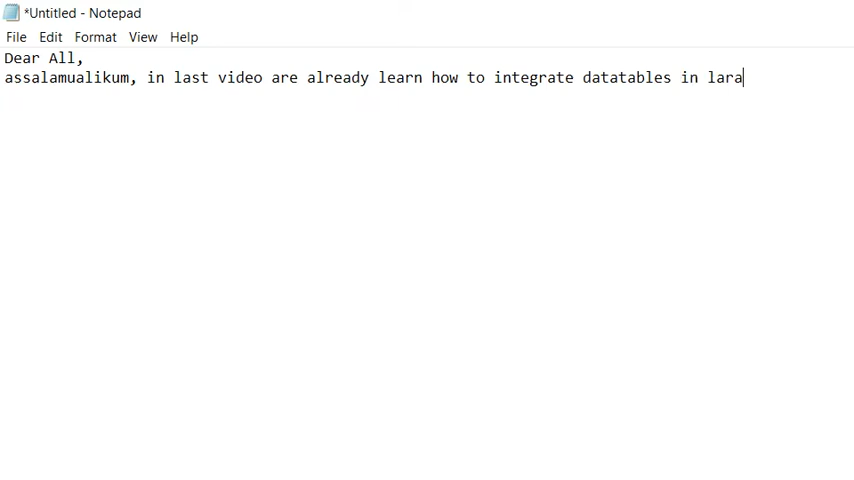 *Untitled - Notepad
File Edit Format View Help
Dear All,
assalamualikum, in last video are already learn how to integrate datatables in lara